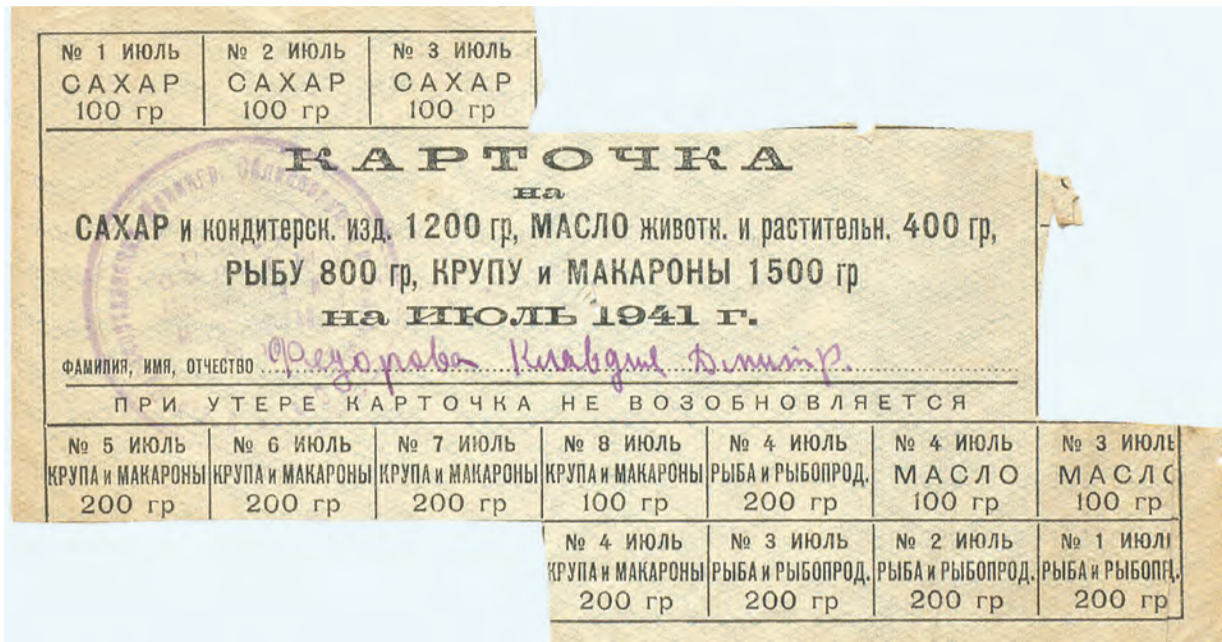 № 1 ИЮЛЬ
САХАР
100 гр
№ 2 ИЮЛЬ
САХАР
100 гр
№ 3 ИЮЛЬ
САХАР
100 гр
КАРТОЧКА
на
САХАР и кондитерск. изд. 1200 гр, МАСЛО животн. и растительн. 400 гр,
РЫБУ 800 гр, КРУПУ и МАКАРОНЫ 1500 гр
на ИЮЛЬ 1941 г.
ФАМИЛИЯ, ИМЯ, ОТЧЕСТВО Федорова Клавдия Дмитр.
ПРИ УТЕРЕ КАРТОЧКА НЕ ВОЗОБНОВЛЯЕТСЯ
№ 5 ИЮЛЬ
КРУПА и МАКАРОНЫ
200 гр
№ 6 ИЮЛЬ
КРУПА и МАКАРОНЫ
200 гр
№ 7 ИЮЛЬ
КРУПА и МАКАРОНЫ
200 гр
№ 8 ИЮЛЬ
КРУПА и МАКАРОНЫ
100 гр
№ 4 ИЮЛЬ
РЫБА и РЫБОПРОД.
200 гр
№ 4 ИЮЛЬ
МАСЛО
100 гр
№ 3 ИЮЛЬ
МАСЛО
100 гр
№ 4 ИЮЛЬ
КРУПА и МАКАРОНЫ
200 гр
№ 3 ИЮЛЬ
РЫБА и РЫБОПРОД.
200 гр
№ 2 ИЮЛЬ
РЫБА и РЫБОПРОД.
200 гр
№ 1 ИЮЛЬ
РЫБА и РЫБОПРОД.
200 гр